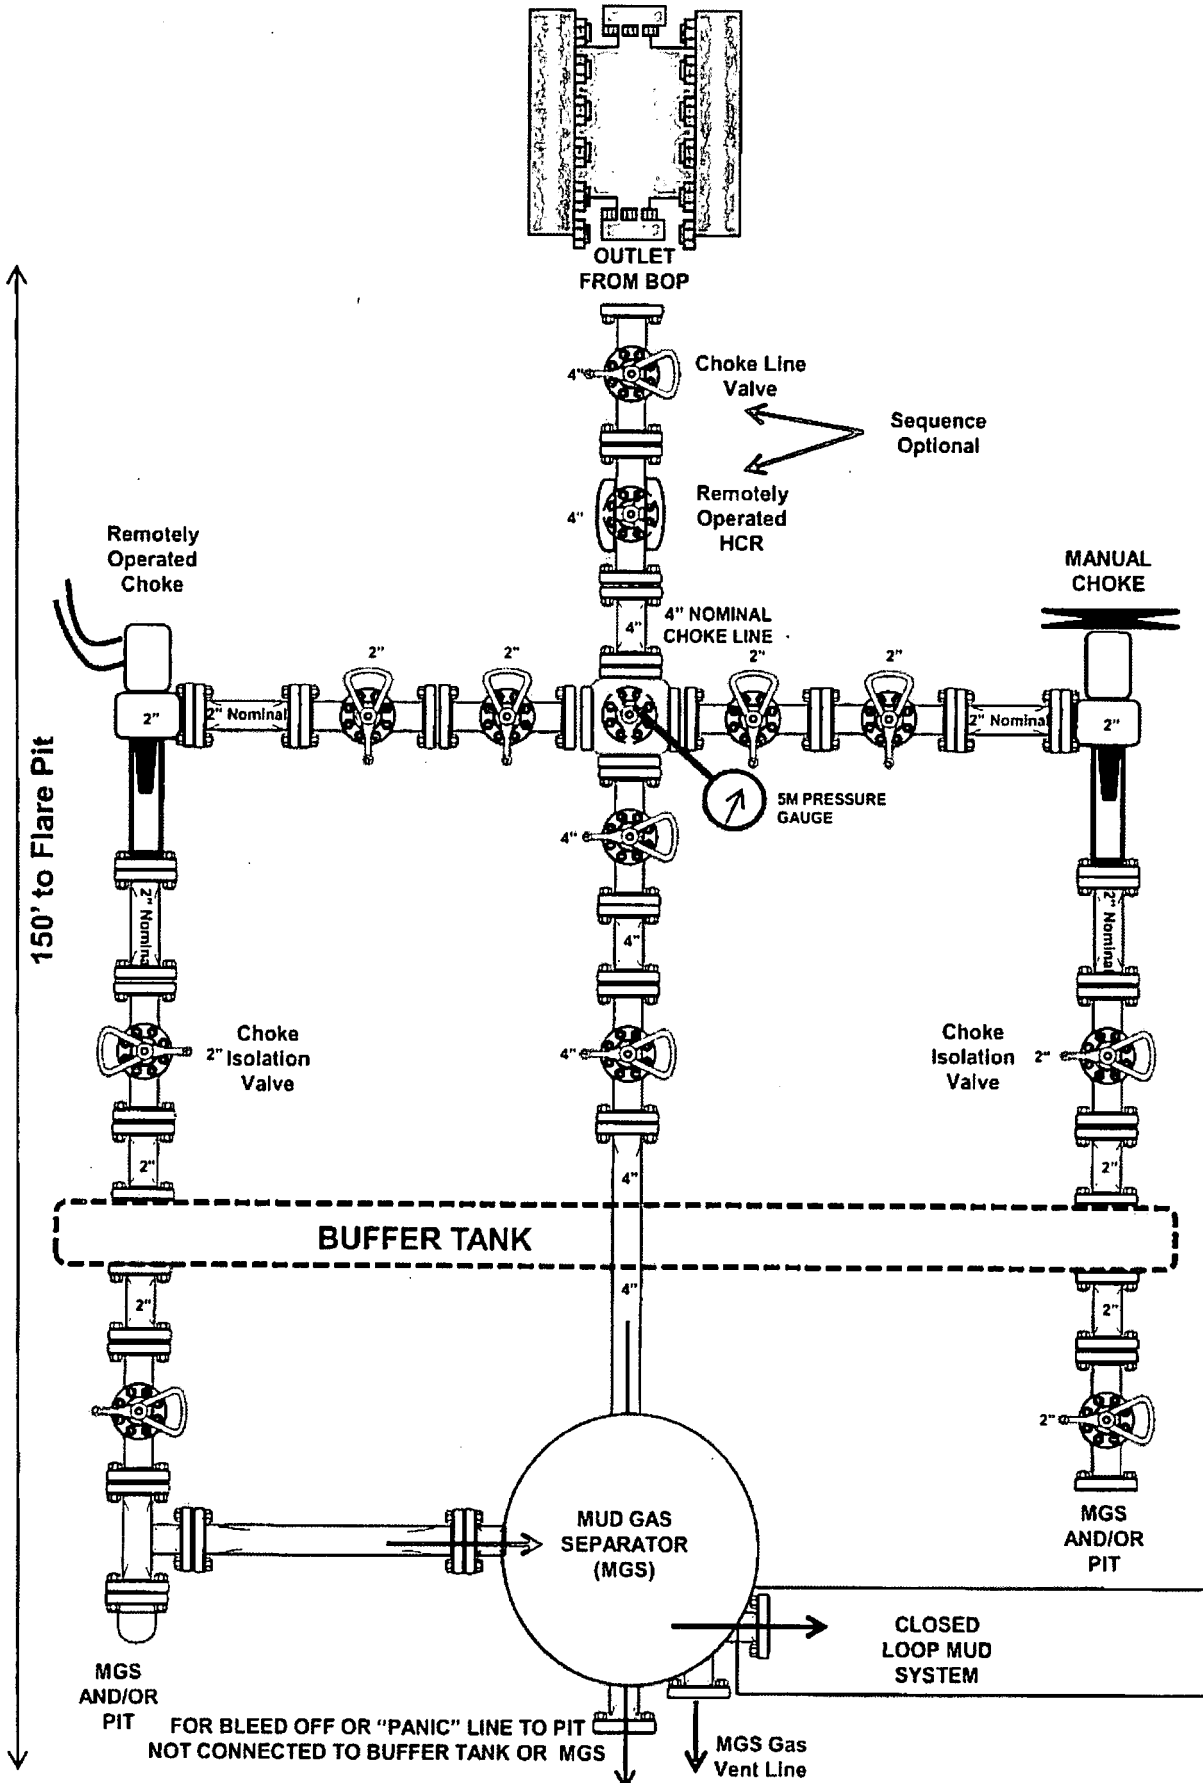 OUTLET
FROM BOP
4"
Choke Line
Valve
Sequence
Optional
4"
Remotely
Operated
HCR
Remotely
Operated
Choke
MANUAL
CHOKE
4"
4" NOMINAL
CHOKE LINE
2"
2"
2"
2"
2"
2" Nominal
2" Nominal
2"
5M PRESSURE
GAUGE
4"
150' to Flare Pit
2" Nominal
4"
2" Nominal
2"
Choke
Isolation
Valve
4"
Choke
Isolation
Valve
2"
2"
4"
2"
BUFFER TANK
2"
4"
2"
2"
MUD GAS
SEPARATOR
(MGS)
MGS
AND/OR
PIT
CLOSED
LOOP MUD
SYSTEM
MGS
AND/OR
PIT
FOR BLEED OFF OR "PANIC" LINE TO PIT
NOT CONNECTED TO BUFFER TANK OR MGS
MGS Gas
Vent Line